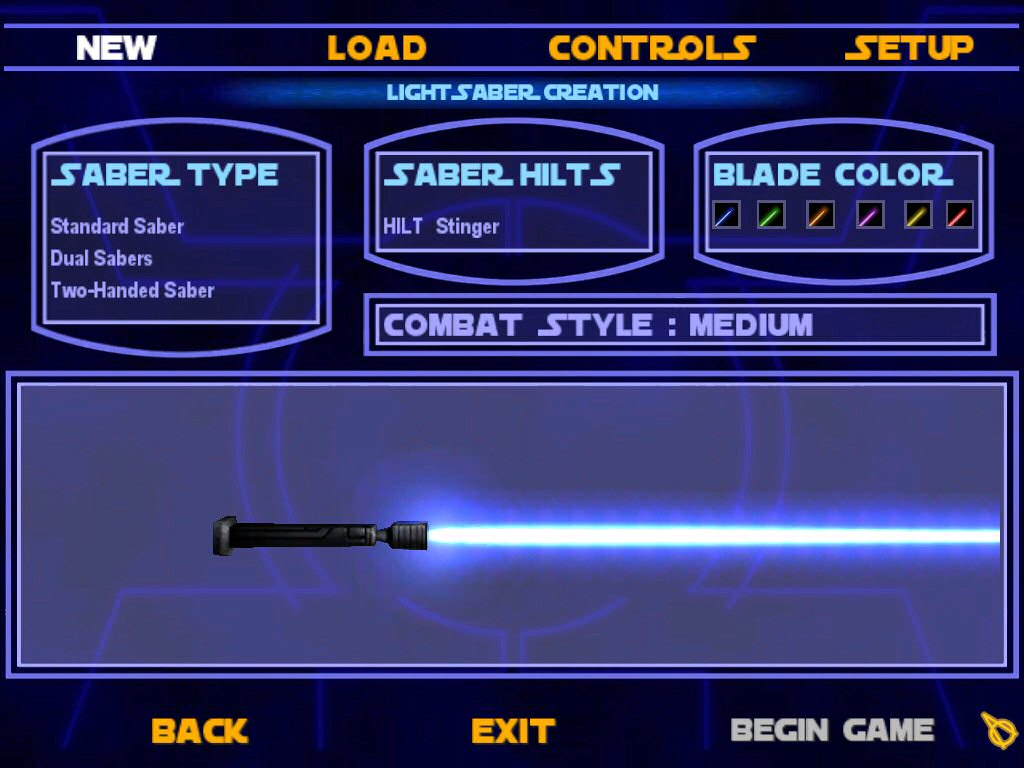 NEW LOAD CONTROLS SETUP
LIGHTSABER CREATION
SABER TYPE
Standard Saber
Dual Sabers
Two-Handed Saber
SABER HILTS
HILT Stinger
BLADE COLOR
COMBAT STYLE : MEDIUM
BACK EXIT BEGIN GAME